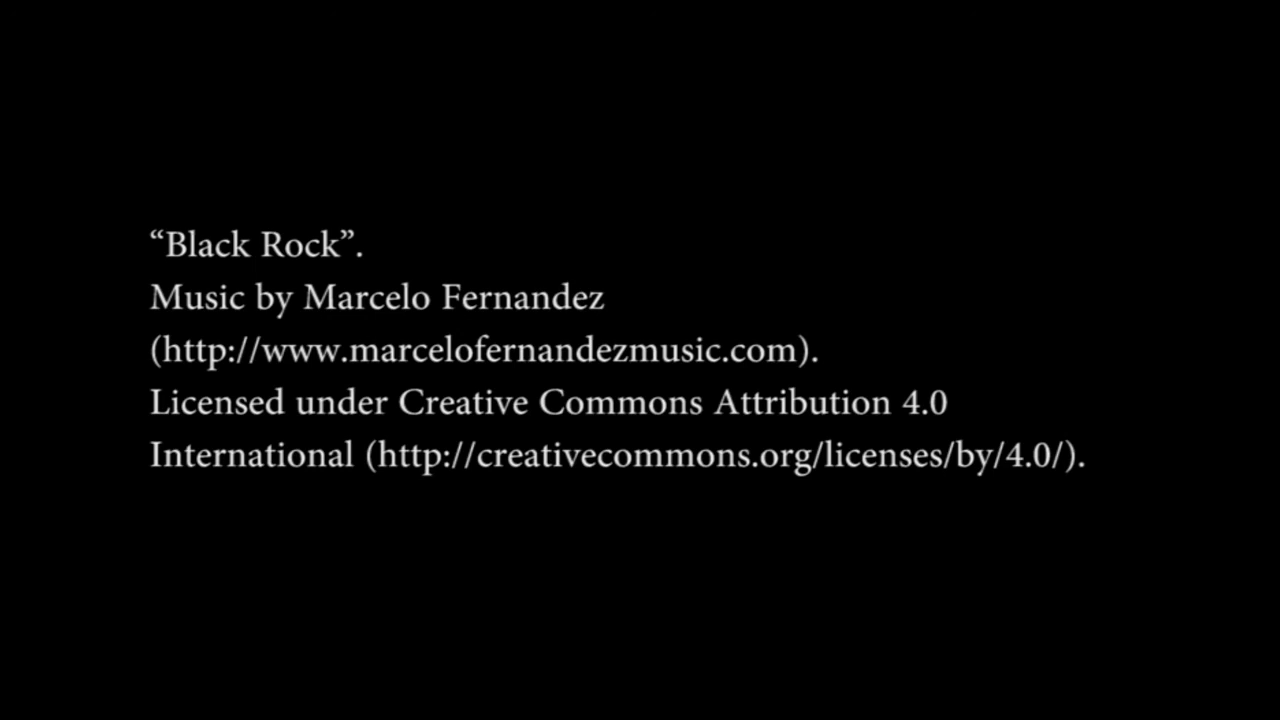 “Black Rock”.
Music by Marcelo Fernandez
(http://www.marcelofernandezmusic.com).
Licensed under Creative Commons Attribution 4.0
International (http://creativecommons.org/licenses/by/4.0/).